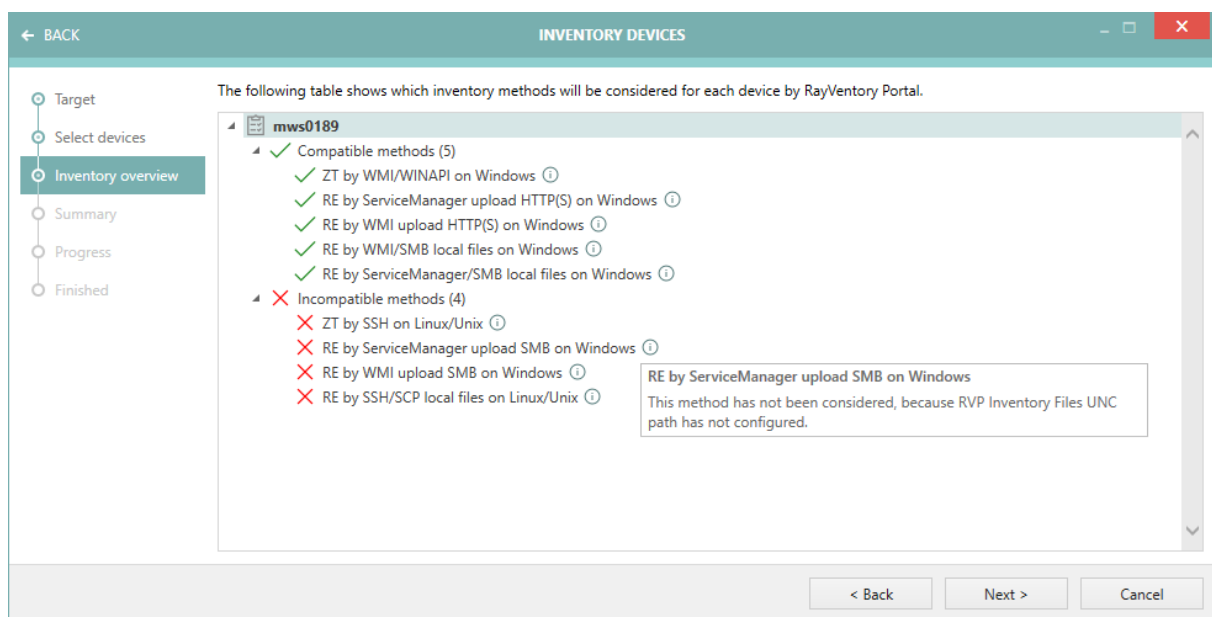 BACK
INVENTORY DEVICES
Target
Select devices
Inventory overview
Summary
Progress
Finished
The following table shows which inventory methods will be considered for each device by RayVentory Portal.
mws0189
Compatible methods (5)
ZT by WMI/WINAPI on Windows
RE by ServiceManager upload HTTP(S) on Windows
RE by WMI upload HTTP(S) on Windows
RE by WMI/SMB local files on Windows
RE by ServiceManager/SMB local files on Windows
Incompatible methods (4)
ZT by SSH on Linux/Unix
RE by ServiceManager upload SMB on Windows
RE by WMI upload SMB on Windows
RE by SSH/SCP local files on Linux/Unix
RE by ServiceManager upload SMB on Windows
This method has not been considered, because RVP Inventory Files UNC
path has not configured.
< Back
Next >
Cancel